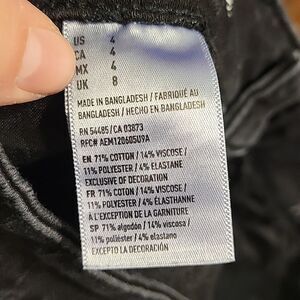 US 4
CA 4
MX 4
UK 8
MADE IN BANGLADESH / FABRIQUÉ AU
BANGLADESH / HECHO EN BANGLADESH
RN 54485 / CA 03873
RFC# AEM120605U9A
EN 71% COTTON / 14% VISCOSE /
11% POLYESTER / 4% ELASTANE
EXCLUSIVE OF DECORATION
FR 71% COTON / 14% VISCOSE /
11% POLYESTER / 4% ÉLASTHANNE
À L'EXCEPTION DE LA GARNITURE
SP 71% algodón / 14% viscosa /
11% poliéster / 4% elastano
EXCEPTO LA DECORACIÓN